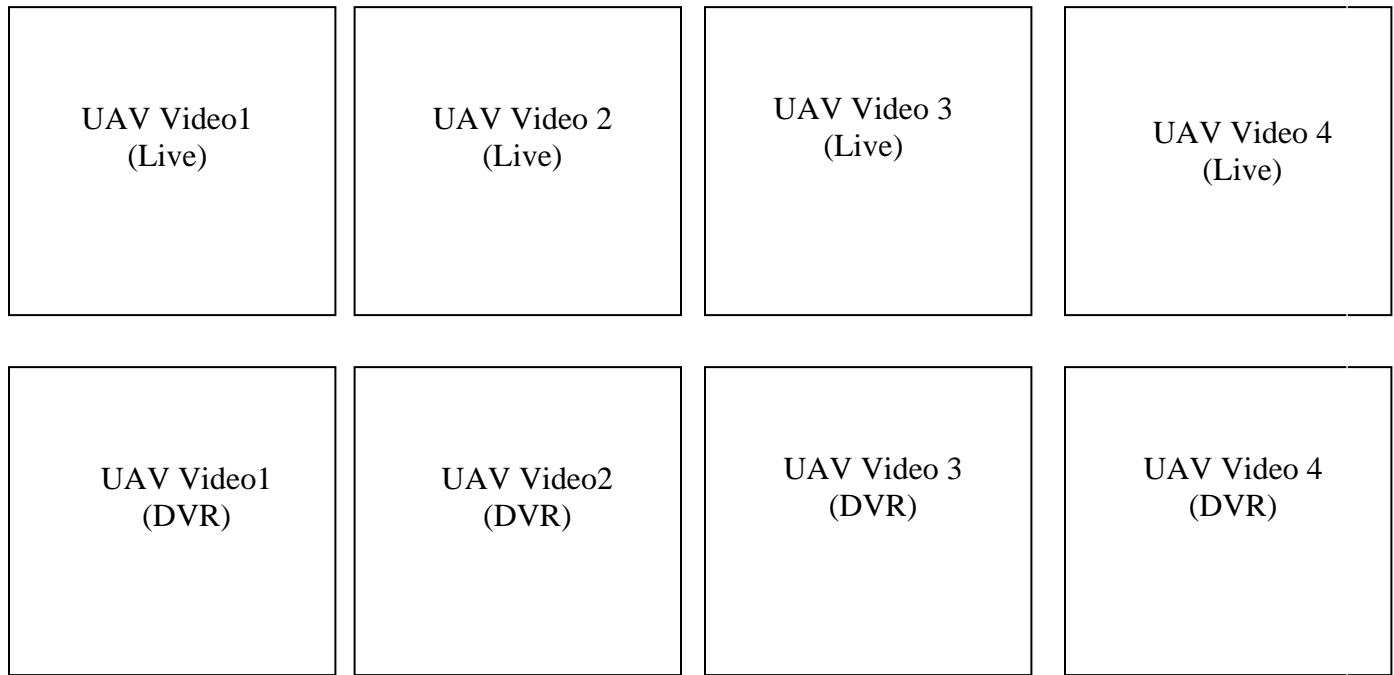 UAV Video1
(Live)
UAV Video 2
(Live)
UAV Video 3
(Live)
UAV Video 4
(Live)
UAV Video1
(DVR)
UAV Video2
(DVR)
UAV Video 3
(DVR)
UAV Video 4
(DVR)